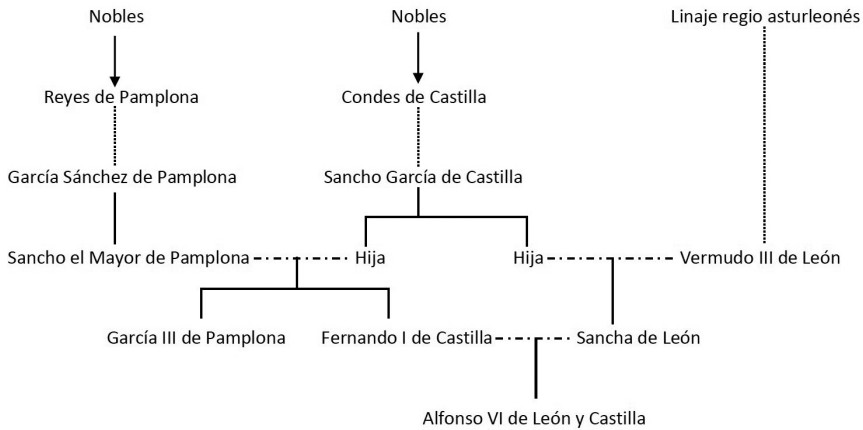 Nobles Nobles Linaje regio asturleonés
Reyes de Pamplona Condes de Castilla
García Sánchez de Pamplona Sancho García de Castilla
Sancho el Mayor de Pamplona Hija Hija Vermudo III de León
García III de Pamplona Fernando I de Castilla Sancha de León
Alfonso VI de León y Castilla